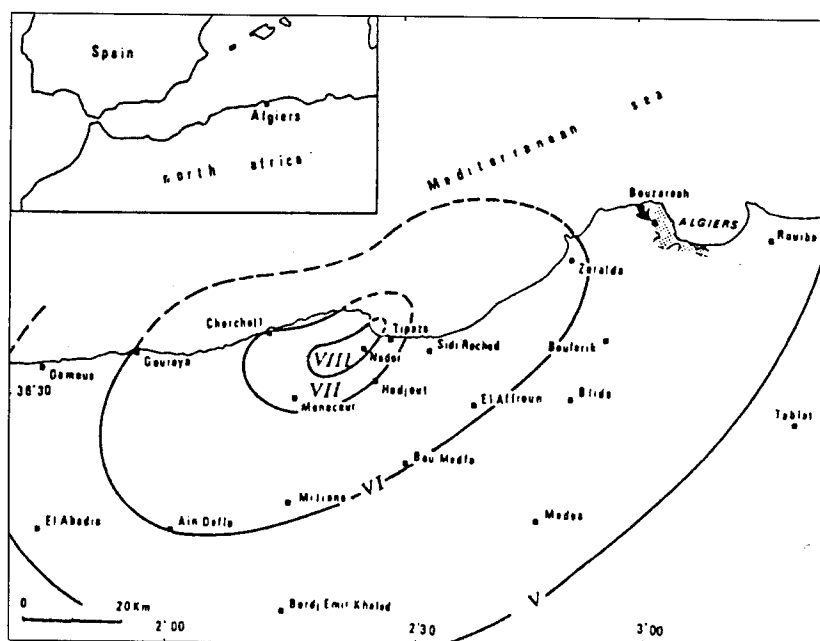 Spain
Algiers
north africa
Mediterranean sea
Bouzareah
ALGIERS
Rouiba
Zeralda
Cherchell
Tipaza
Sidi Rached
Nador
VIII
Boufarik
Gouraya
Damous
36°30
VII
Hadjout
Menaceur
El Affroun
Blida
Tablat
Bou Medfa
VI
Miliana
El Abadia
Ain Defla
Medea
Bordj Emir Khaled
V
0 20 Km
2°00
2°30
3°00